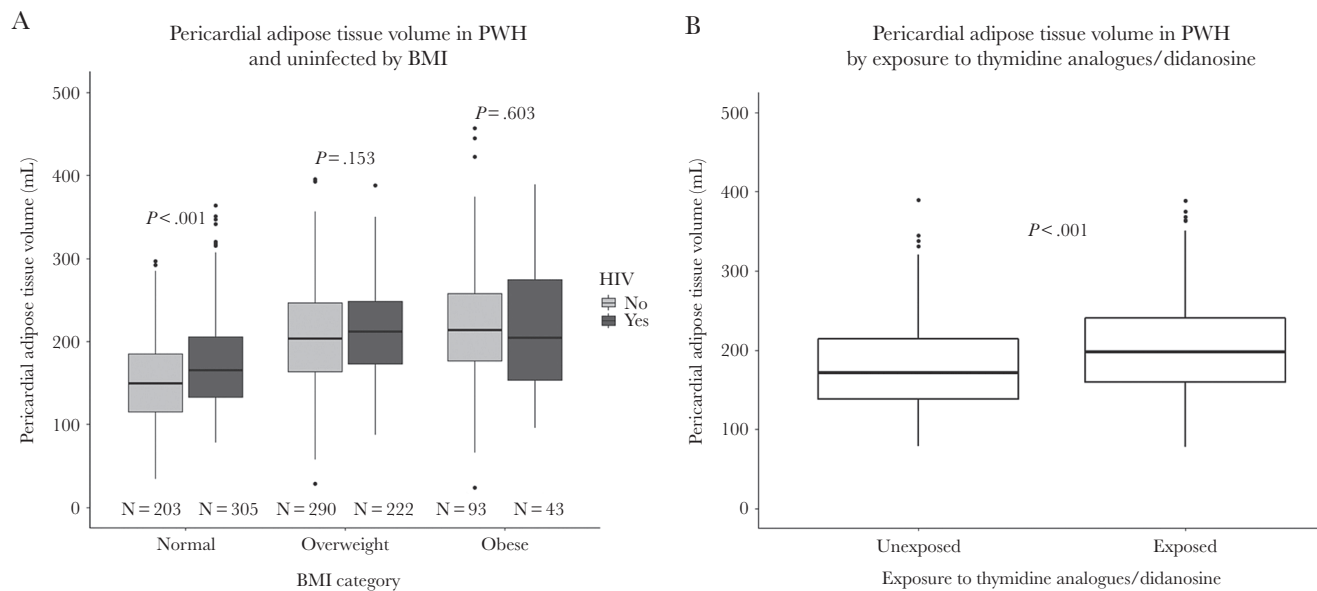 A
Pericardial adipose tissue volume in PWH
and uninfected by BMI
Pericardial adipose tissue volume (mL)
500
400
300
200
100
0
P < .001
P = .153
P = .603
N = 203
N = 305
N = 290
N = 222
N = 93
N = 43
Normal
Overweight
Obese
BMI category
HIV
No
Yes
B
Pericardial adipose tissue volume in PWH
by exposure to thymidine analogues/didanosine
Pericardial adipose tissue volume (mL)
500
400
300
200
100
0
P < .001
Unexposed
Exposed
Exposure to thymidine analogues/didanosine